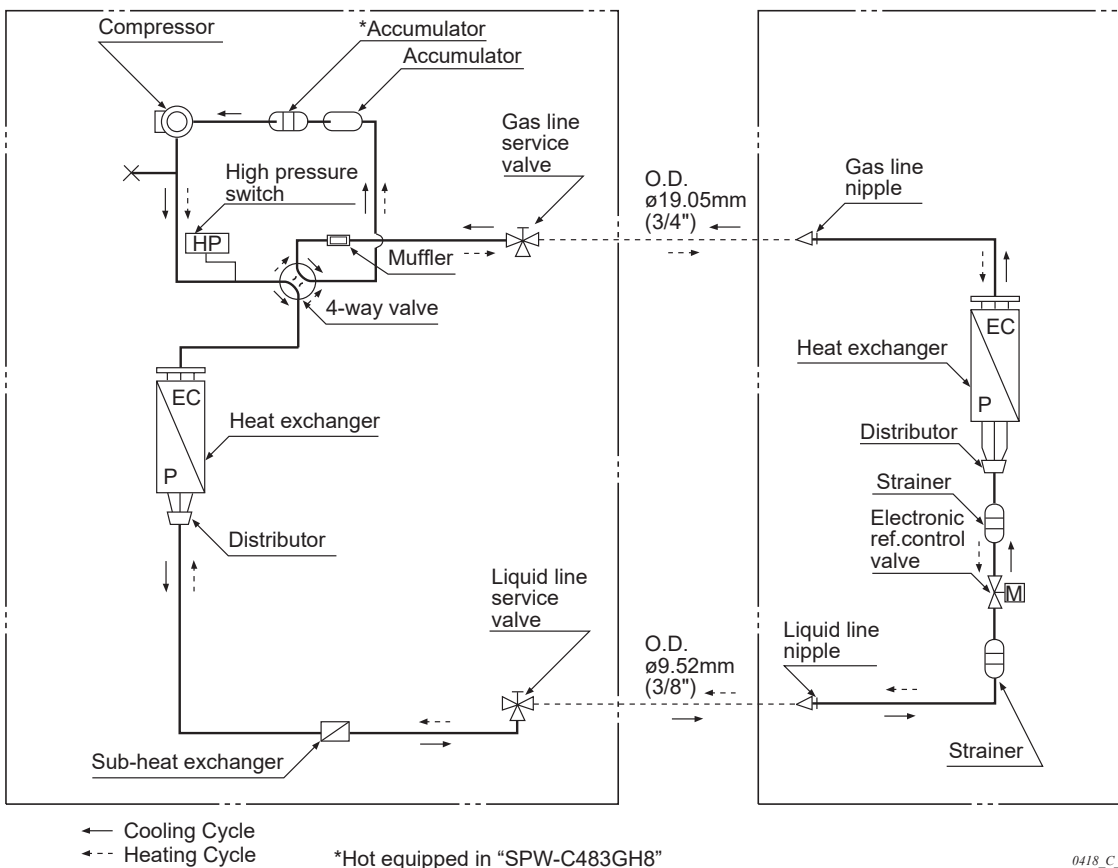 Compressor
*Accumulator
Accumulator
High pressure
switch
HP
Muffler
4-way valve
Gas line
service
valve
O.D.
ø19.05mm
(3/4")
Gas line
nipple
EC
Heat exchanger
P
Distributor
EC
Heat exchanger
P
Distributor
Strainer
Electronic
ref.control
valve
M
Liquid line
service
valve
O.D.
ø9.52mm
(3/8")
Liquid line
nipple
Sub-heat exchanger
Strainer
Cooling Cycle
Heating Cycle
*Hot equipped in “SPW-C483GH8”
0418_C_